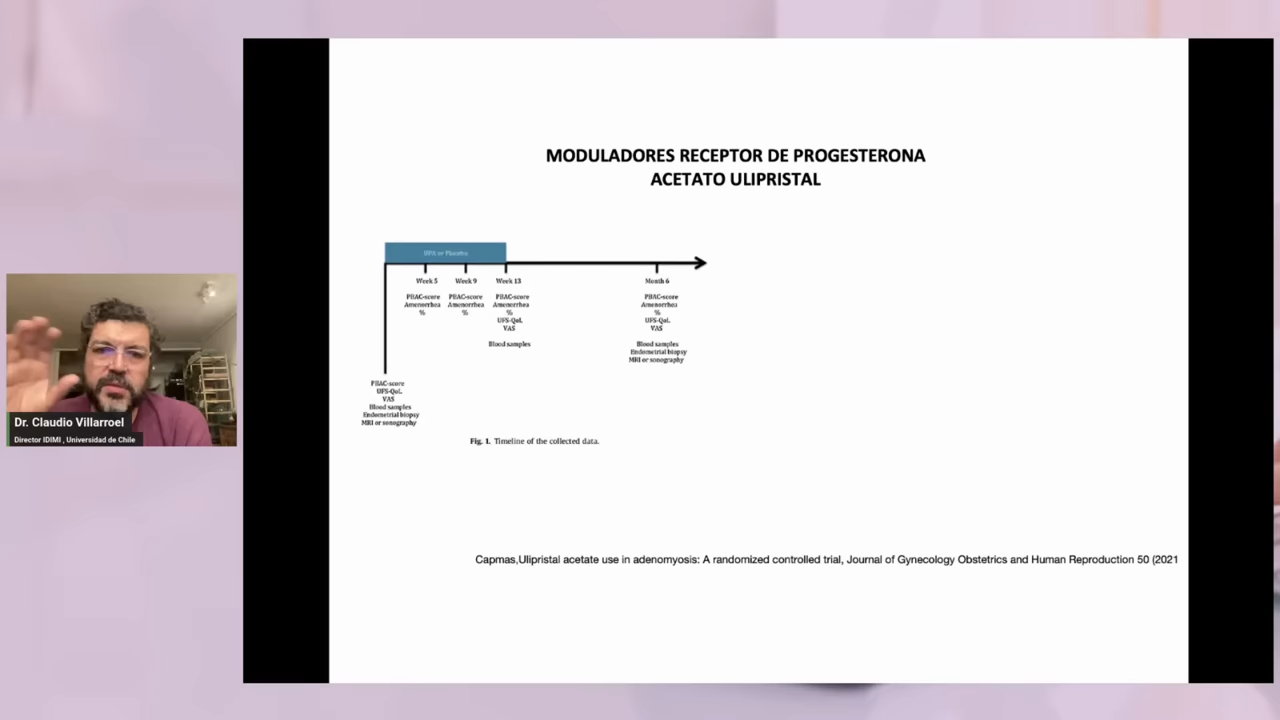 MODULADORES RECEPTOR DE PROGESTERONA
ACETATO ULIPRISTAL
UPA or Placebo
Week 5
PBAC-score
Amenorrhea
%
Week 9
PBAC-score
Amenorrhea
%
Week 13
PBAC-score
Amenorrhea
%
UFS-QoL
VAS
Blood samples
Month 6
PBAC-score
Amenorrhea
%
UFS-QoL
VAS
Blood samples
Endometrial biopsy
MRI or sonography
PBAC-score
UFS-QoL
VAS
Blood samples
Endometrial biopsy
MRI or sonography
Fig. 1. Timeline of the collected data.
Capmas,Ulipristal acetate use in adenomyosis: A randomized controlled trial, Journal of Gynecology Obstetrics and Human Reproduction 50 (2021
Dr. Claudio Villarroel
Director IDIMI , Universidad de Chile